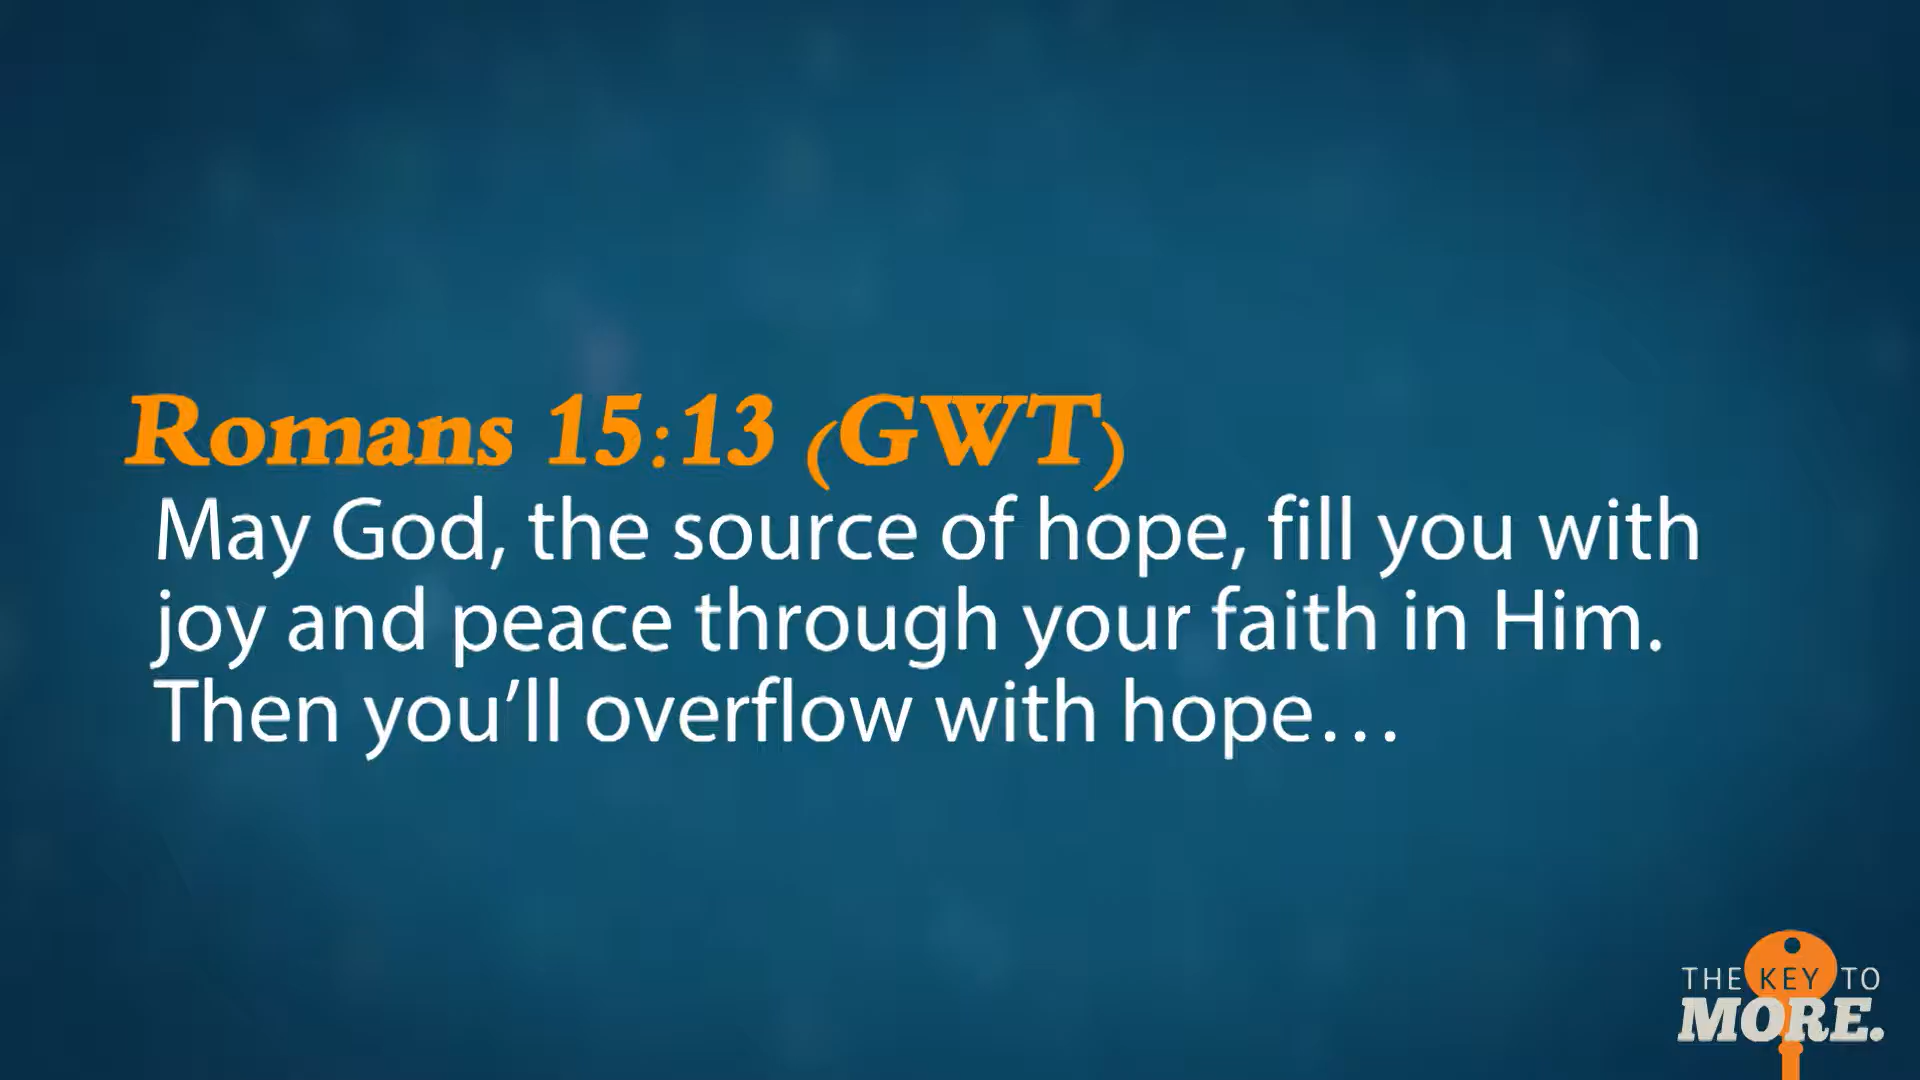 Romans 15:13 (GWT)
May God, the source of hope, fill you with
joy and peace through your faith in Him.
Then you’ll overflow with hope…
THE KEY TO
MORE.